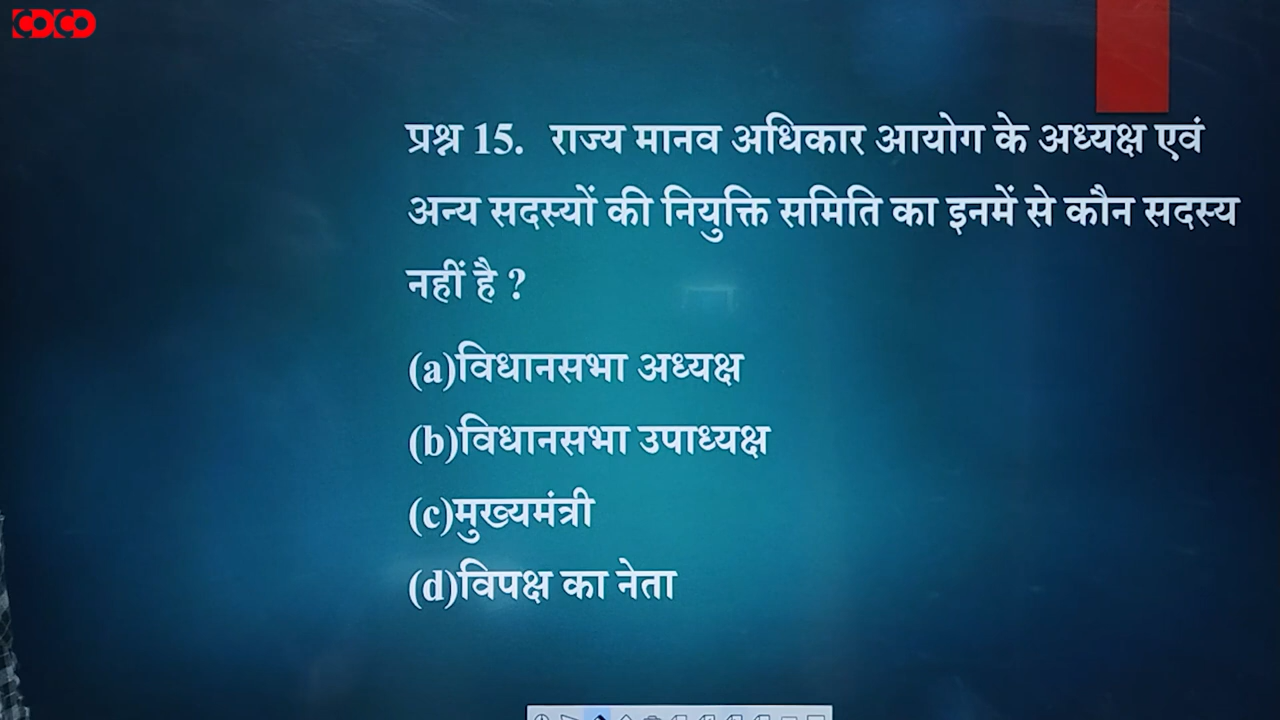 COCO
प्रश्न 15. राज्य मानव अधिकार आयोग के अध्यक्ष एवं
अन्य सदस्यों की नियुक्ति समिति का इनमें से कौन सदस्य
नहीं है ?
(a)विधानसभा अध्यक्ष
(b)विधानसभा उपाध्यक्ष
(c)मुख्यमंत्री
(d)विपक्ष का नेता